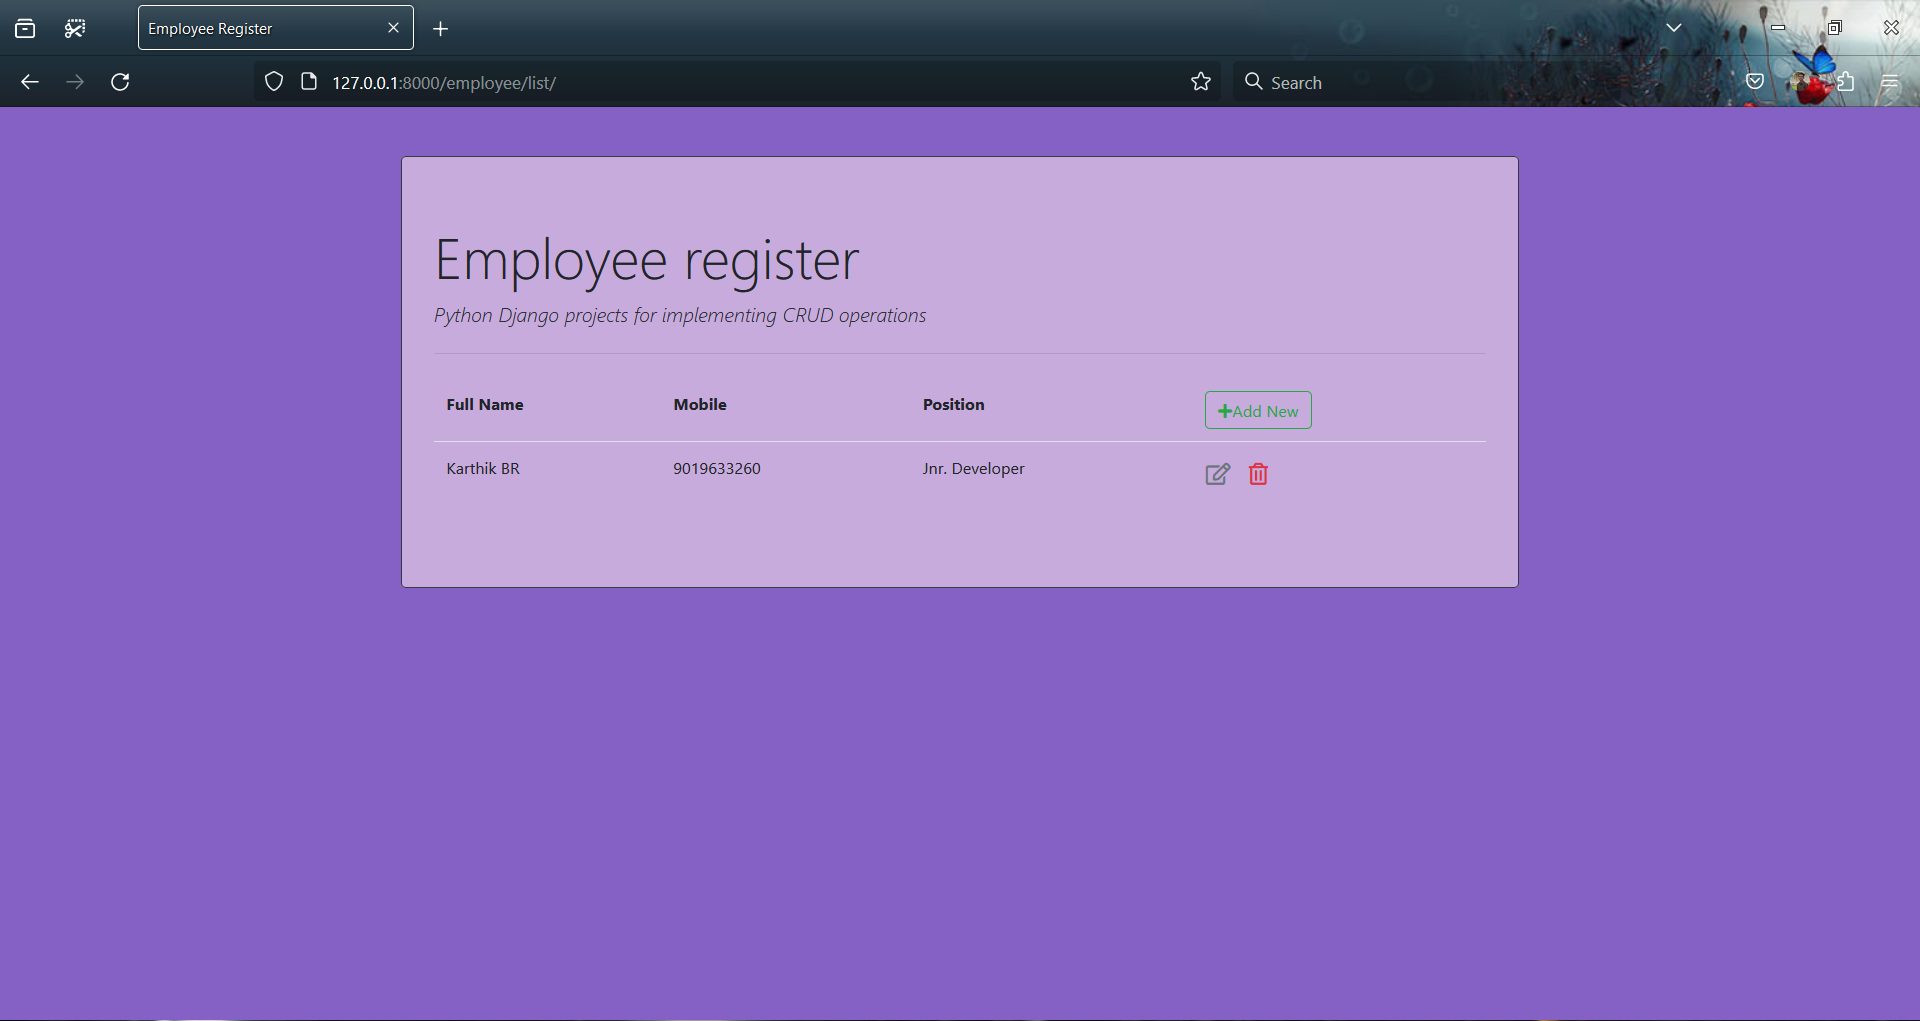 Employee Register
127.0.0.1:8000/employee/list/
Search
Employee register
Python Django projects for implementing CRUD operations
Full Name Mobile Position Add New
Karthik BR 9019633260 Jnr. Developer